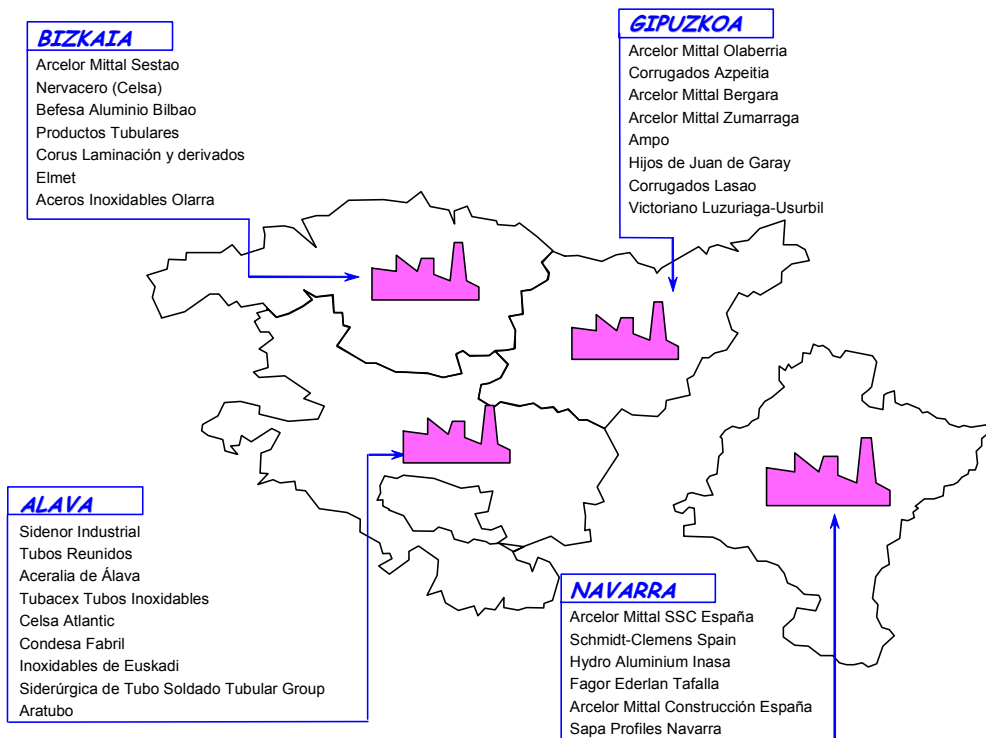 BIZKAIA
Arcelor Mittal Sestao
Nervacero (Celsa)
Befesa Aluminio Bilbao
Productos Tubulares
Corus Laminación y derivados
Elmet
Aceros Inoxidables Olarra
GIPUZKOA
Arcelor Mittal Olaberria
Corrugados Azpeitia
Arcelor Mittal Bergara
Arcelor Mittal Zumarraga
Ampo
Hijos de Juan de Garay
Corrugados Lasao
Victoriano Luzuriaga-Usurbil
ALAVA
Sidenor Industrial
Tubos Reunidos
Aceralia de Álava
Tubacex Tubos Inoxidables
Celsa Atlantic
Condesa Fabril
Inoxidables de Euskadi
Siderúrgica de Tubo Soldado Tubular Group
Aratubo
NAVARRA
Arcelor Mittal SSC España
Schmidt-Clemens Spain
Hydro Aluminium Inasa
Fagor Ederlan Tafalla
Arcelor Mittal Construcción España
Sapa Profiles Navarra